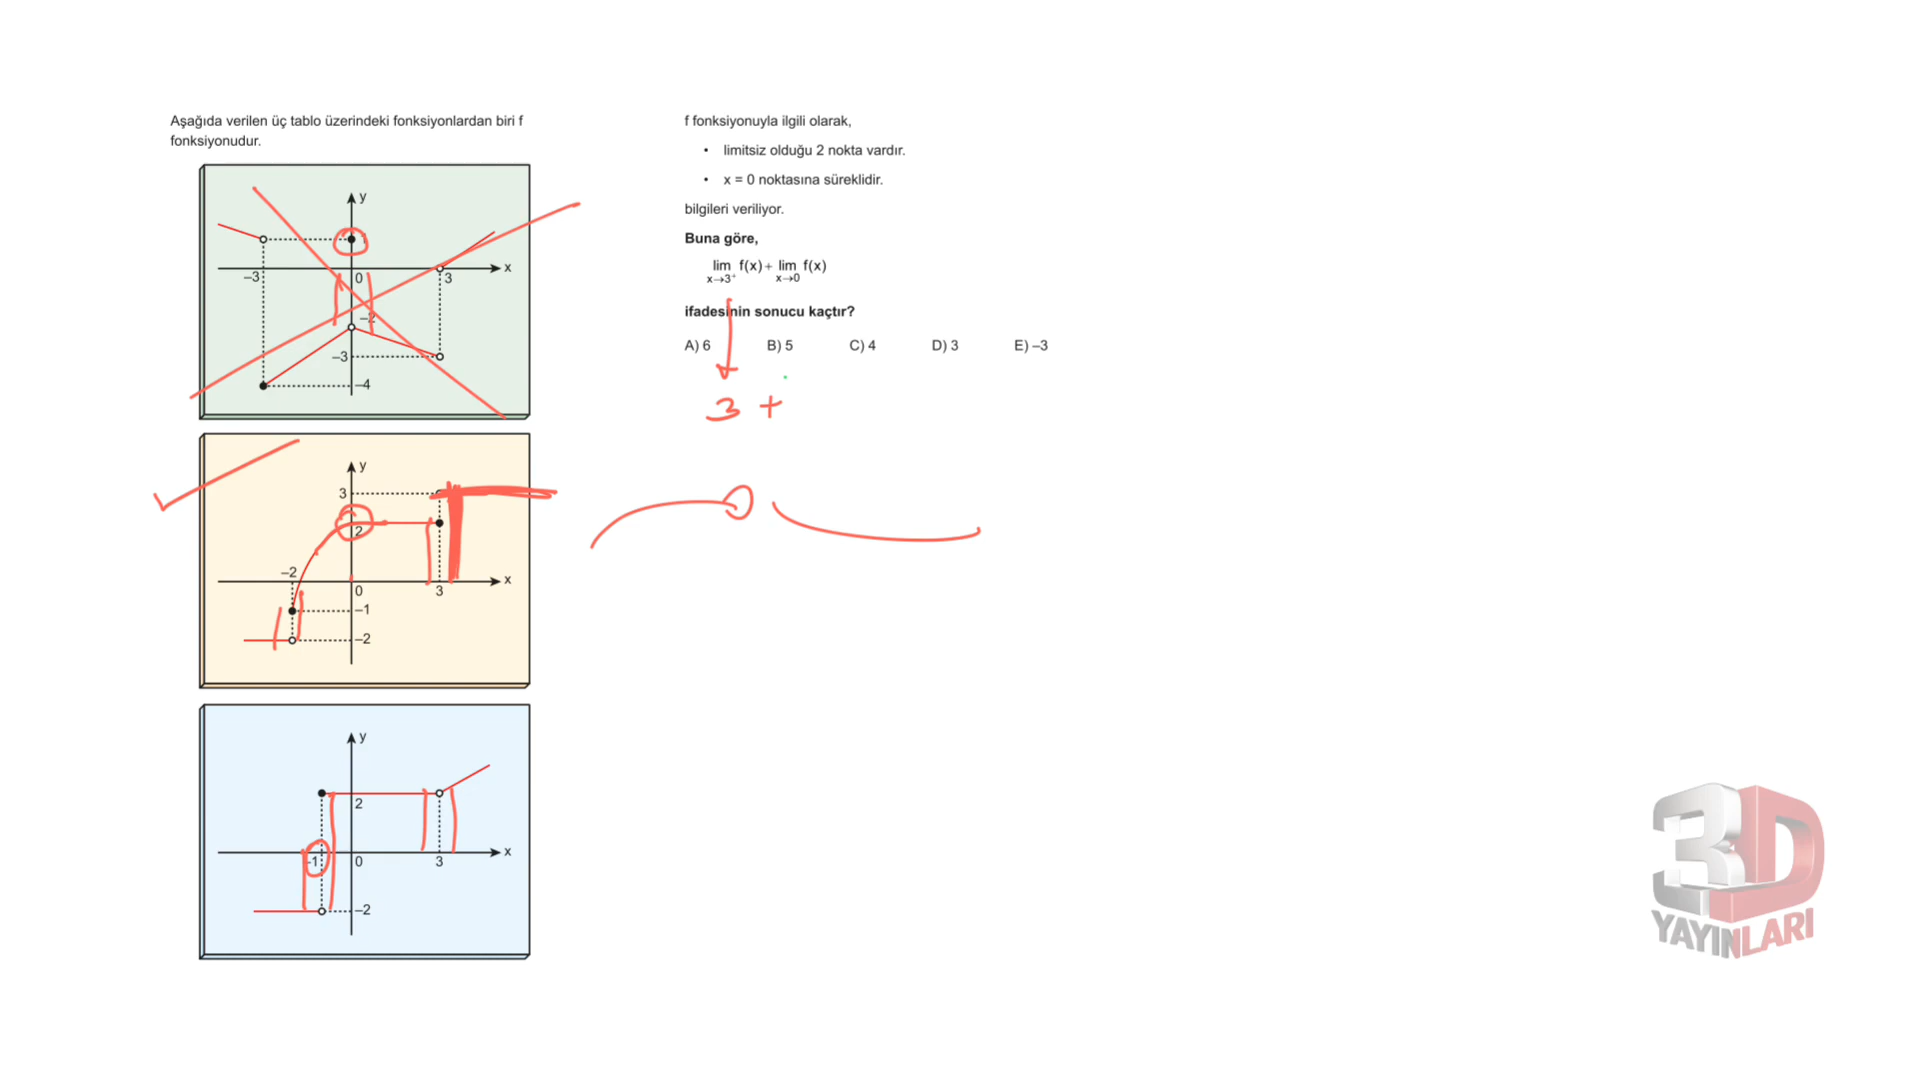 Aşağıda verilen üç tablo üzerindeki fonksiyonlardan biri f
fonksiyonudur.
y
1
x
–3
0
3
–2
–3
–4
y
3
2
–2
x
0
3
–1
–2
y
2
x
-1
0
3
–2
f fonksiyonuyla ilgili olarak,
• limitsiz olduğu 2 nokta vardır.
• x = 0 noktasına süreklidir.
bilgileri veriliyor.
Buna göre,
lim f(x) + lim f(x)
x→3⁺ x→0
ifadesinin sonucu kaçtır?
A) 6 B) 5 C) 4 D) 3 E) –3
3 +
3D
YAYINLARI